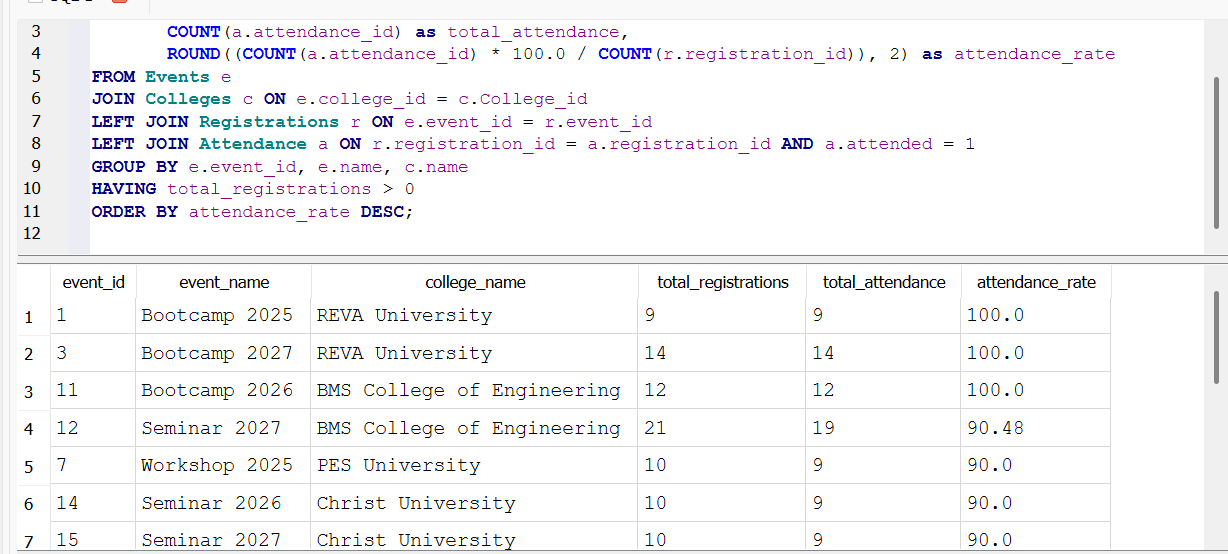 3 COUNT(a.attendance_id) as total_attendance,
4 ROUND((COUNT(a.attendance_id) * 100.0 / COUNT(r.registration_id)), 2) as attendance_rate
5 FROM Events e
6 JOIN Colleges c ON e.college_id = c.College_id
7 LEFT JOIN Registrations r ON e.event_id = r.event_id
8 LEFT JOIN Attendance a ON r.registration_id = a.registration_id AND a.attended = 1
9 GROUP BY e.event_id, e.name, c.name
10 HAVING total_registrations > 0
11 ORDER BY attendance_rate DESC;
12
event_id event_name college_name total_registrations total_attendance attendance_rate
1 1 Bootcamp 2025 REVA University 9 9 100.0
2 3 Bootcamp 2027 REVA University 14 14 100.0
3 11 Bootcamp 2026 BMS College of Engineering 12 12 100.0
4 12 Seminar 2027 BMS College of Engineering 21 19 90.48
5 7 Workshop 2025 PES University 10 9 90.0
6 14 Seminar 2026 Christ University 10 9 90.0
7 15 Seminar 2027 Christ University 10 9 90.0